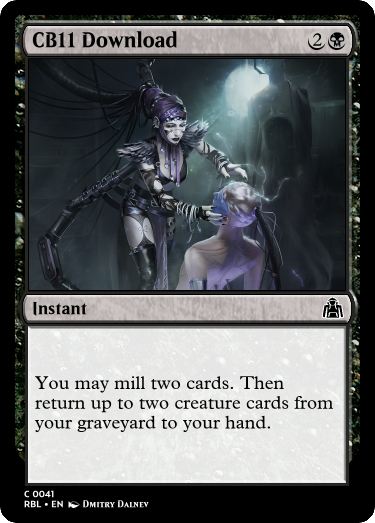 CB11 Download 2
Instant
You may mill two cards. Then
return up to two creature cards from
your graveyard to your hand.
C 0041
RBL • EN Dmitry Dalnev